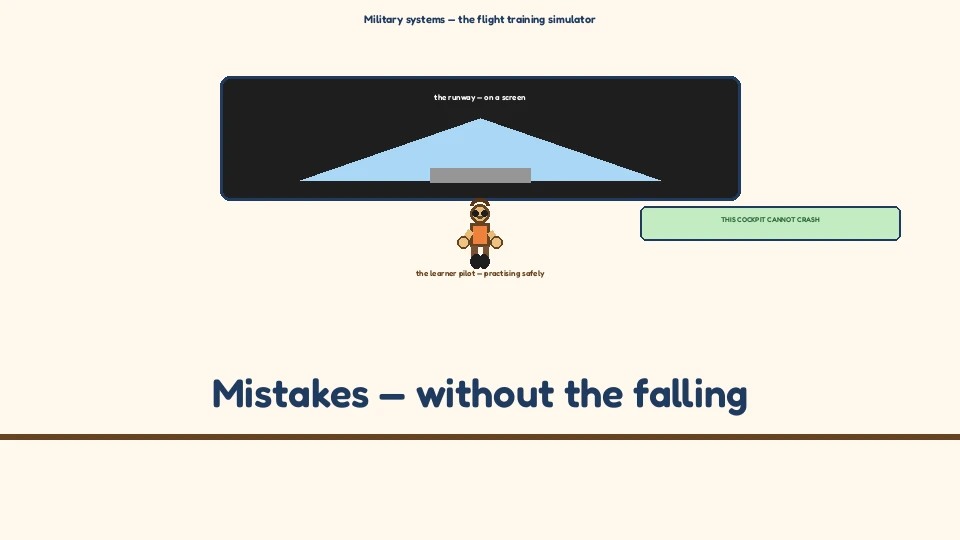 Military systems — the flight training simulator
the runway — on a screen
THIS COCKPIT CANNOT CRASH
the learner pilot — practising safely
Mistakes — without the falling